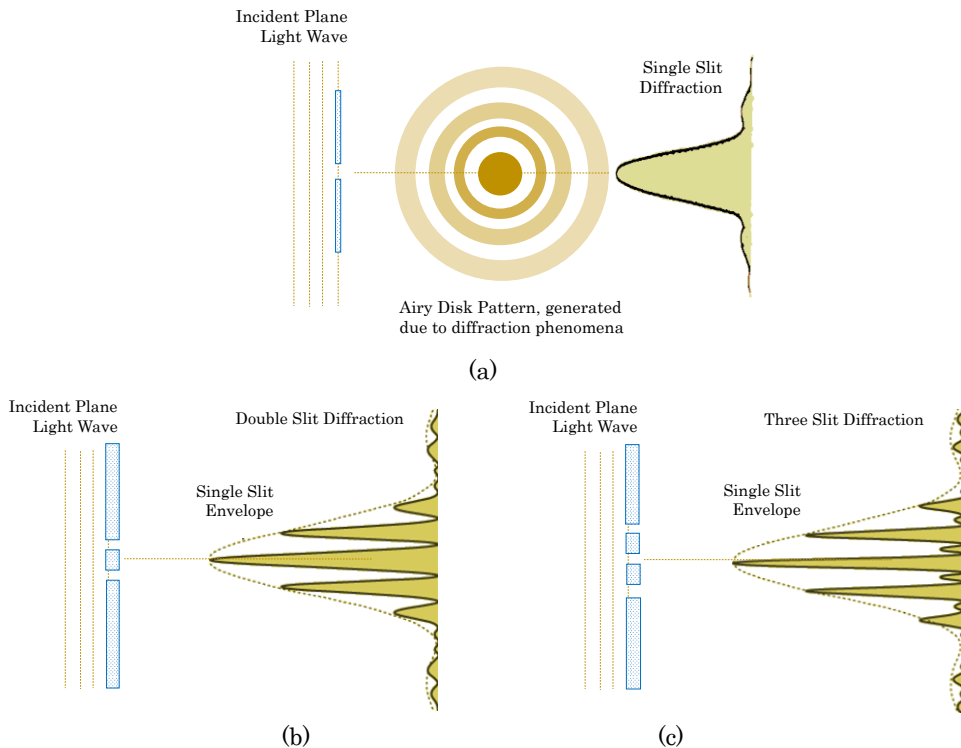 Incident Plane
Light Wave
Single Slit
Diffraction
Airy Disk Pattern, generated
due to diffraction phenomena
(a)
Incident Plane
Light Wave
Double Slit Diffraction
Single Slit
Envelope
(b)
Incident Plane
Light Wave
Three Slit Diffraction
Single Slit
Envelope
(c)